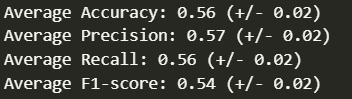 Average Accuracy: 0.56 (+/- 0.02)
Average Precision: 0.57 (+/- 0.02)
Average Recall: 0.56 (+/- 0.02)
Average F1-score: 0.54 (+/- 0.02)